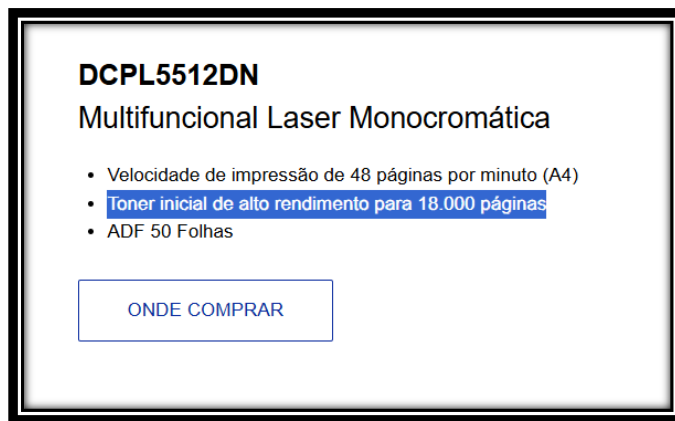 DCPL5512DN
Multifuncional Laser Monocromática
• Velocidade de impressão de 48 páginas por minuto (A4)
• Toner inicial de alto rendimento para 18.000 páginas
• ADF 50 Folhas
ONDE COMPRAR